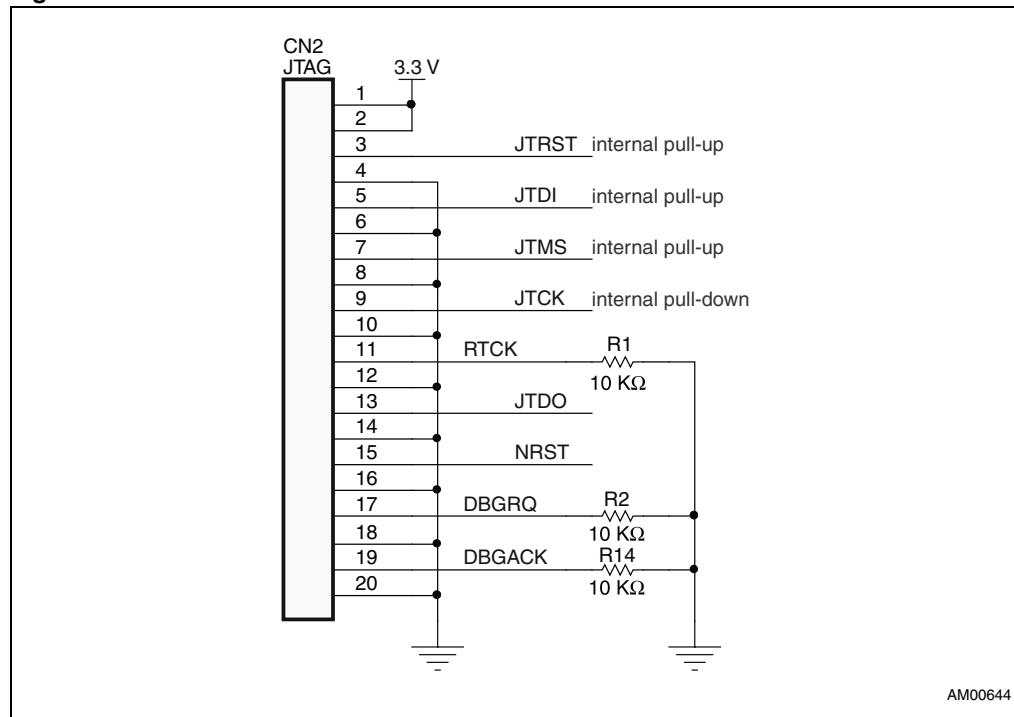 CN2
JTAG
3.3 V
1
2
3 JTRST internal pull-up
4
5 JTDI internal pull-up
6
7 JTMS internal pull-up
8
9 JTCK internal pull-down
10
11 RTCK R1
10 KΩ
12
13 JTDO
14
15 NRST
16
17 DBGRQ R2
10 KΩ
18
19 DBGACK R14
10 KΩ
20
AM00644